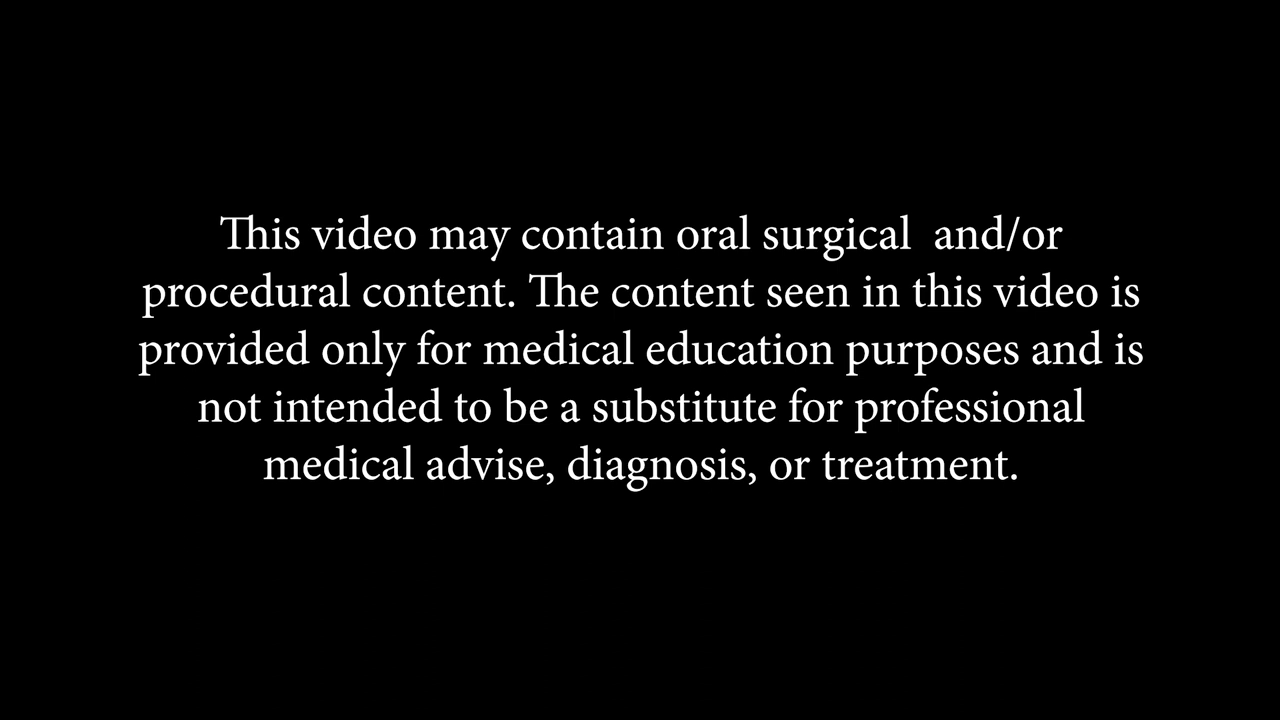 This video may contain oral surgical  and/or
procedural content. The content seen in this video is
provided only for medical education purposes and is
not intended to be a substitute for professional
medical advise, diagnosis, or treatment.